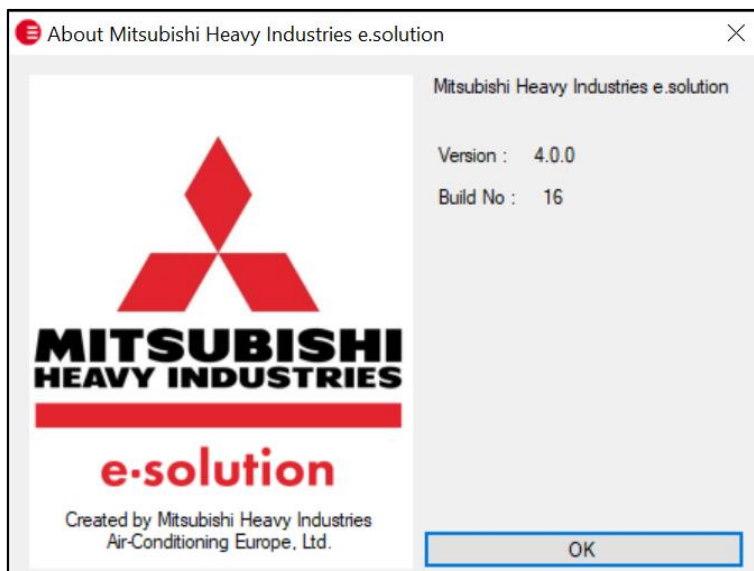 About Mitsubishi Heavy Industries e.solution
MITSUBISHI
HEAVY INDUSTRIES
e-solution
Created by Mitsubishi Heavy Industries
Air-Conditioning Europe, Ltd.
Mitsubishi Heavy Industries e.solution
Version : 4.0.0
Build No : 16
OK